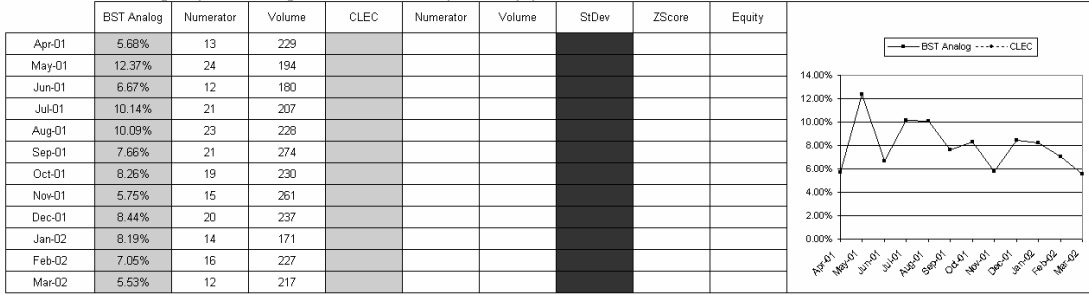 BST Analog Numerator Volume CLEC Numerator Volume StDev ZScore Equity
Apr-01 5.68% 13 229
May-01 12.37% 24 194
Jun-01 6.67% 12 180
Jul-01 10.14% 21 207
Aug-01 10.09% 23 228
Sep-01 7.66% 21 274
Oct-01 8.26% 19 230
Nov-01 5.75% 15 261
Dec-01 8.44% 20 237
Jan-02 8.19% 14 171
Feb-02 7.05% 16 227
Mar-02 5.53% 12 217
BST Analog CLEC
14.00%
12.00%
10.00%
8.00%
6.00%
4.00%
2.00%
0.00%
Apr-01 May-01 Jun-01 Jul-01 Aug-01 Sep-01 Oct-01 Nov-01 Dec-01 Jan-02 Feb-02 Mar-02